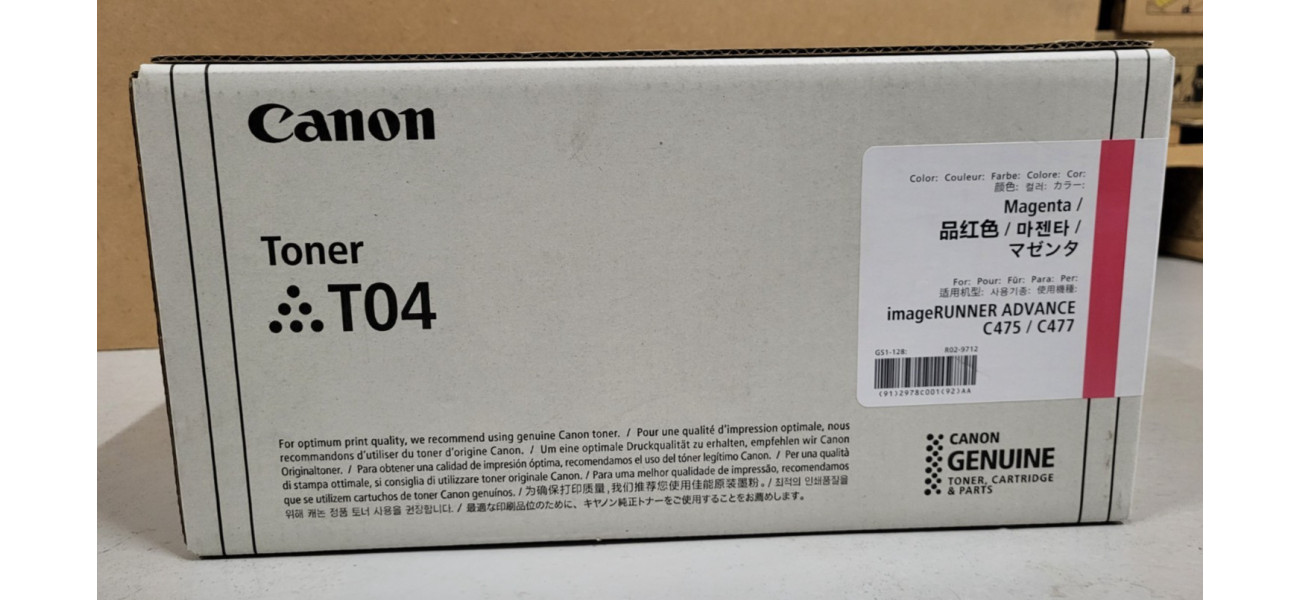 Canon
Toner
T04
Color: Couleur: Farbe: Colore: Cor:
颜色: 컬러: カラー:
Magenta /
品红色 / 마젠타 /
マゼンタ
For: Pour: Für: Para: Per:
适用机型: 사용기종: 使用機種:
imageRUNNER ADVANCE
C475 / C477
GS1-128: R02-9712
(91)2978C001(92)AA
For optimum print quality, we recommend using genuine Canon toner. / Pour une qualité d'impression optimale, nous
recommandons d'utiliser du toner d'origine Canon. / Um eine optimale Druckqualität zu erhalten, empfehlen wir Canon
Originaltoner. / Para obtener una calidad de impresión óptima, recomendamos el uso del tóner legítimo Canon. / Per una qualità
di stampa ottimale, si consiglia di utilizzare toner originale Canon. / Para uma melhor qualidade de impressão, recomendamos
que se utilizem cartuchos de toner Canon genuínos. / 为确保打印质量,我们推荐您使用佳能原装墨粉。/ 최적의 인쇄품질을
위해 캐논 정품 토너 사용을 권장합니다. / 最適な印刷品位のために、キヤノン純正トナーをご使用することをお薦めします。
CANON
GENUINE
TONER, CARTRIDGE
& PARTS